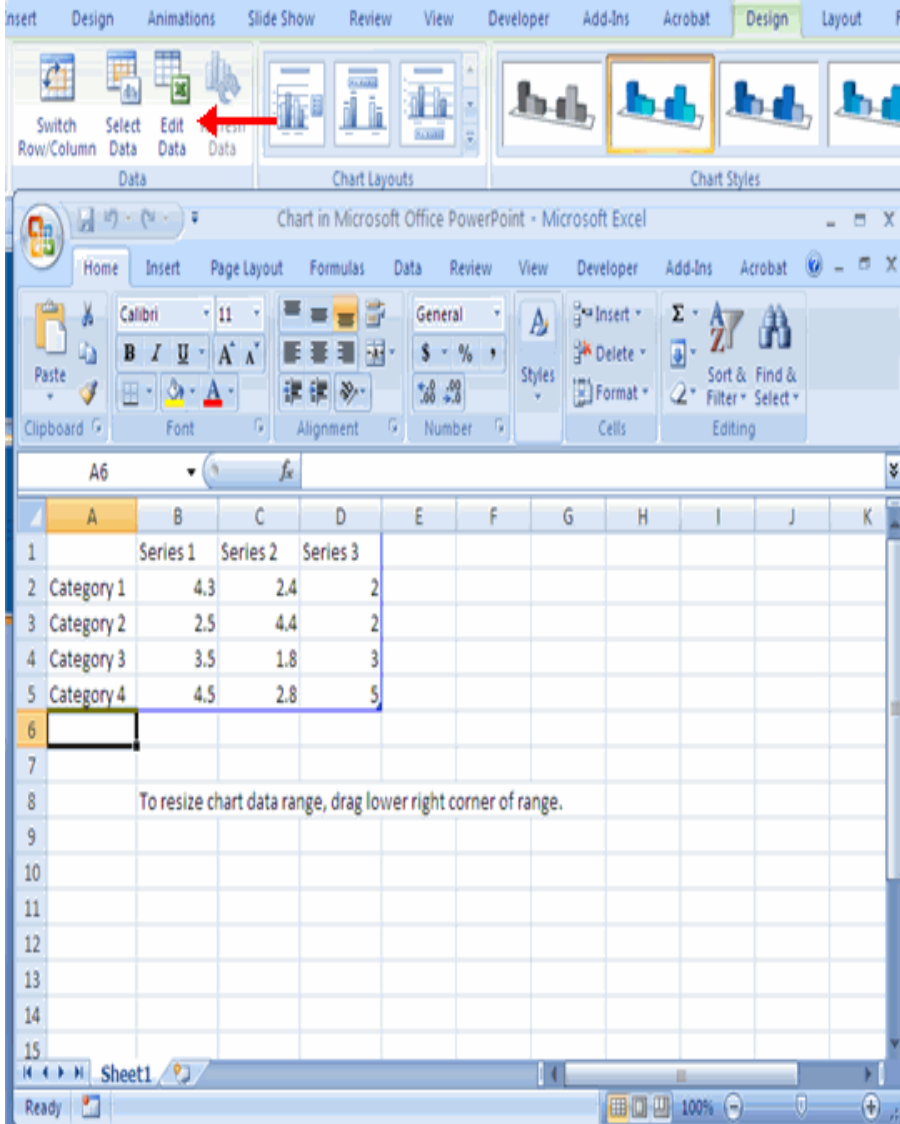 Insert Design Animations Slide Show Review View Developer Add-Ins Acrobat Design Layout
Switch Row/Column
Select Data
Edit Data
Refresh Data
Data Chart Layouts Chart Styles
Chart in Microsoft Office PowerPoint - Microsoft Excel
Home Insert Page Layout Formulas Data Review View Developer Add-Ins Acrobat
Paste
Calibri 11
B I U A A
A
General
$ % ,
.0 .00
.00 .0
Styles
Insert
Delete
Format
Σ
Sort & Filter
Find & Select
Clipboard Font Alignment Number Cells Editing
A6 fx
A B C D E F G H I J K
1 Series 1 Series 2 Series 3
2 Category 1 4.3 2.4 2
3 Category 2 2.5 4.4 2
4 Category 3 3.5 1.8 3
5 Category 4 4.5 2.8 5
6
7
8 To resize chart data range, drag lower right corner of range.
9
10
11
12
13
14
15
Sheet1
Ready 100%